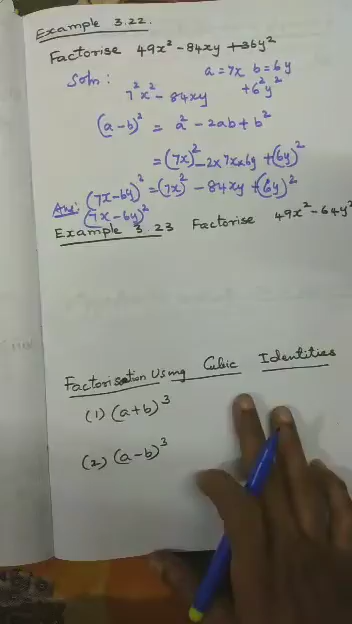 Example 3.22.
Factorise 49x² - 84xy + 36y²
Soln : a = 7x b = 6y
7²x² - 84xy + 6²y²
(a-b)² = a² - 2ab + b²
= (7x)² - 2x7xx6y + (6y)²
(7x-6y)² = (7x)² - 84xy + (6y)²
Ans: (7x-6y)²
Example 3.23 Factorise 49x² - 64y²
Factorisation Using Cubic Identities
(1) (a+b)³
(2) (a-b)³